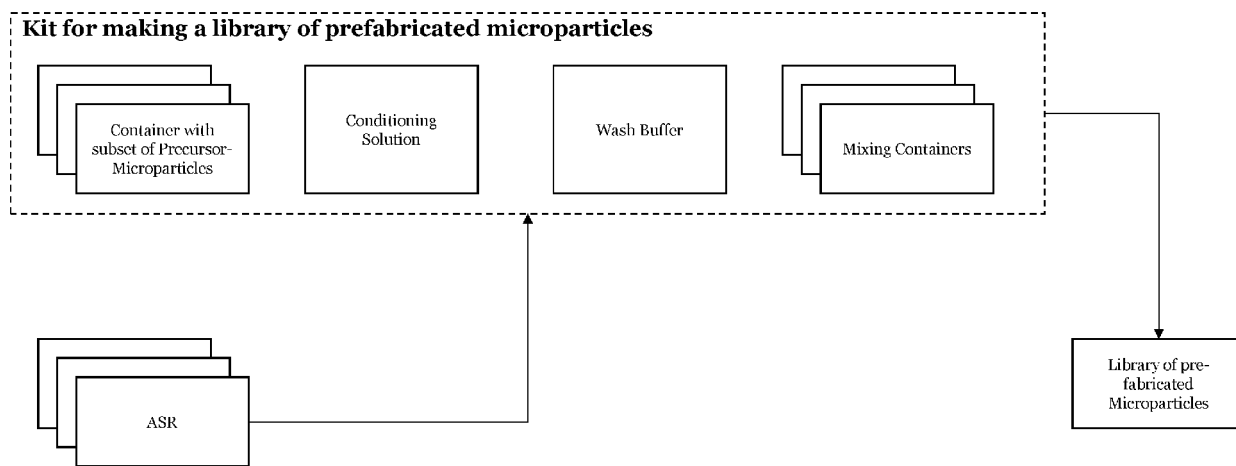 Kit for making a library of prefabricated microparticles
Container with
subset of Precursor-
Microparticles
Conditioning
Solution
Wash Buffer
Mixing Containers
ASR
Library of pre-
fabricated
Microparticles